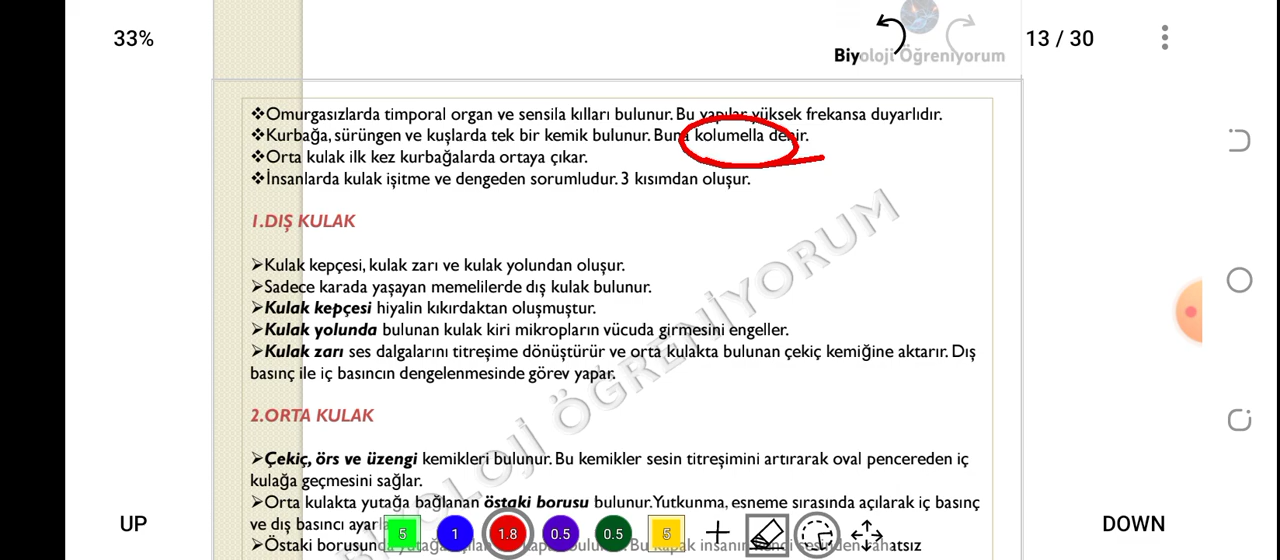 33%
Biyoloji Öğreniyorum
13 / 30
❖Omurgasızlarda timporal organ ve sensila kılları bulunur. Bu yapılar yüksek frekansa duyarlıdır.
❖Kurbağa, sürüngen ve kuşlarda tek bir kemik bulunur. Buna kolumella denir.
❖Orta kulak ilk kez kurbağalarda ortaya çıkar.
❖İnsanlarda kulak işitme ve dengeden sorumludur. 3 kısımdan oluşur.
1.DIŞ KULAK
➢Kulak kepçesi, kulak zarı ve kulak yolundan oluşur.
➢Sadece karada yaşayan memelilerde dış kulak bulunur.
➢Kulak kepçesi hiyalin kıkırdaktan oluşmuştur.
➢Kulak yolunda bulunan kulak kiri mikropların vücuda girmesini engeller.
➢Kulak zarı ses dalgalarını titreşime dönüştürür ve orta kulakta bulunan çekiç kemiğine aktarır. Dış
basınç ile iç basıncın dengelenmesinde görev yapar.
BİYOLOJİ ÖĞRENİYORUM
2.ORTA KULAK
➢Çekiç, örs ve üzengi kemikleri bulunur. Bu kemikler sesin titreşimini artırarak oval pencereden iç
kulağa geçmesini sağlar.
➢Orta kulakta yutağa bağlanan östaki borusu bulunur. Yutkunma, esneme sırasında açılarak iç basınç
ve dış basıncı
➢Östaki borusunda Bu kapak insanın
UP
5 1 1.8 0.5 0.5 5
DOWN